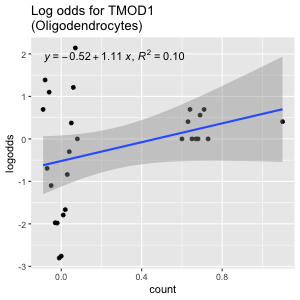 Log odds for TMOD1
(Oligodendrocytes)
y = −0.52 + 1.11 x, R² = 0.10
2
1
0
-1
-2
-3
logodds
0.0 0.4 0.8
count